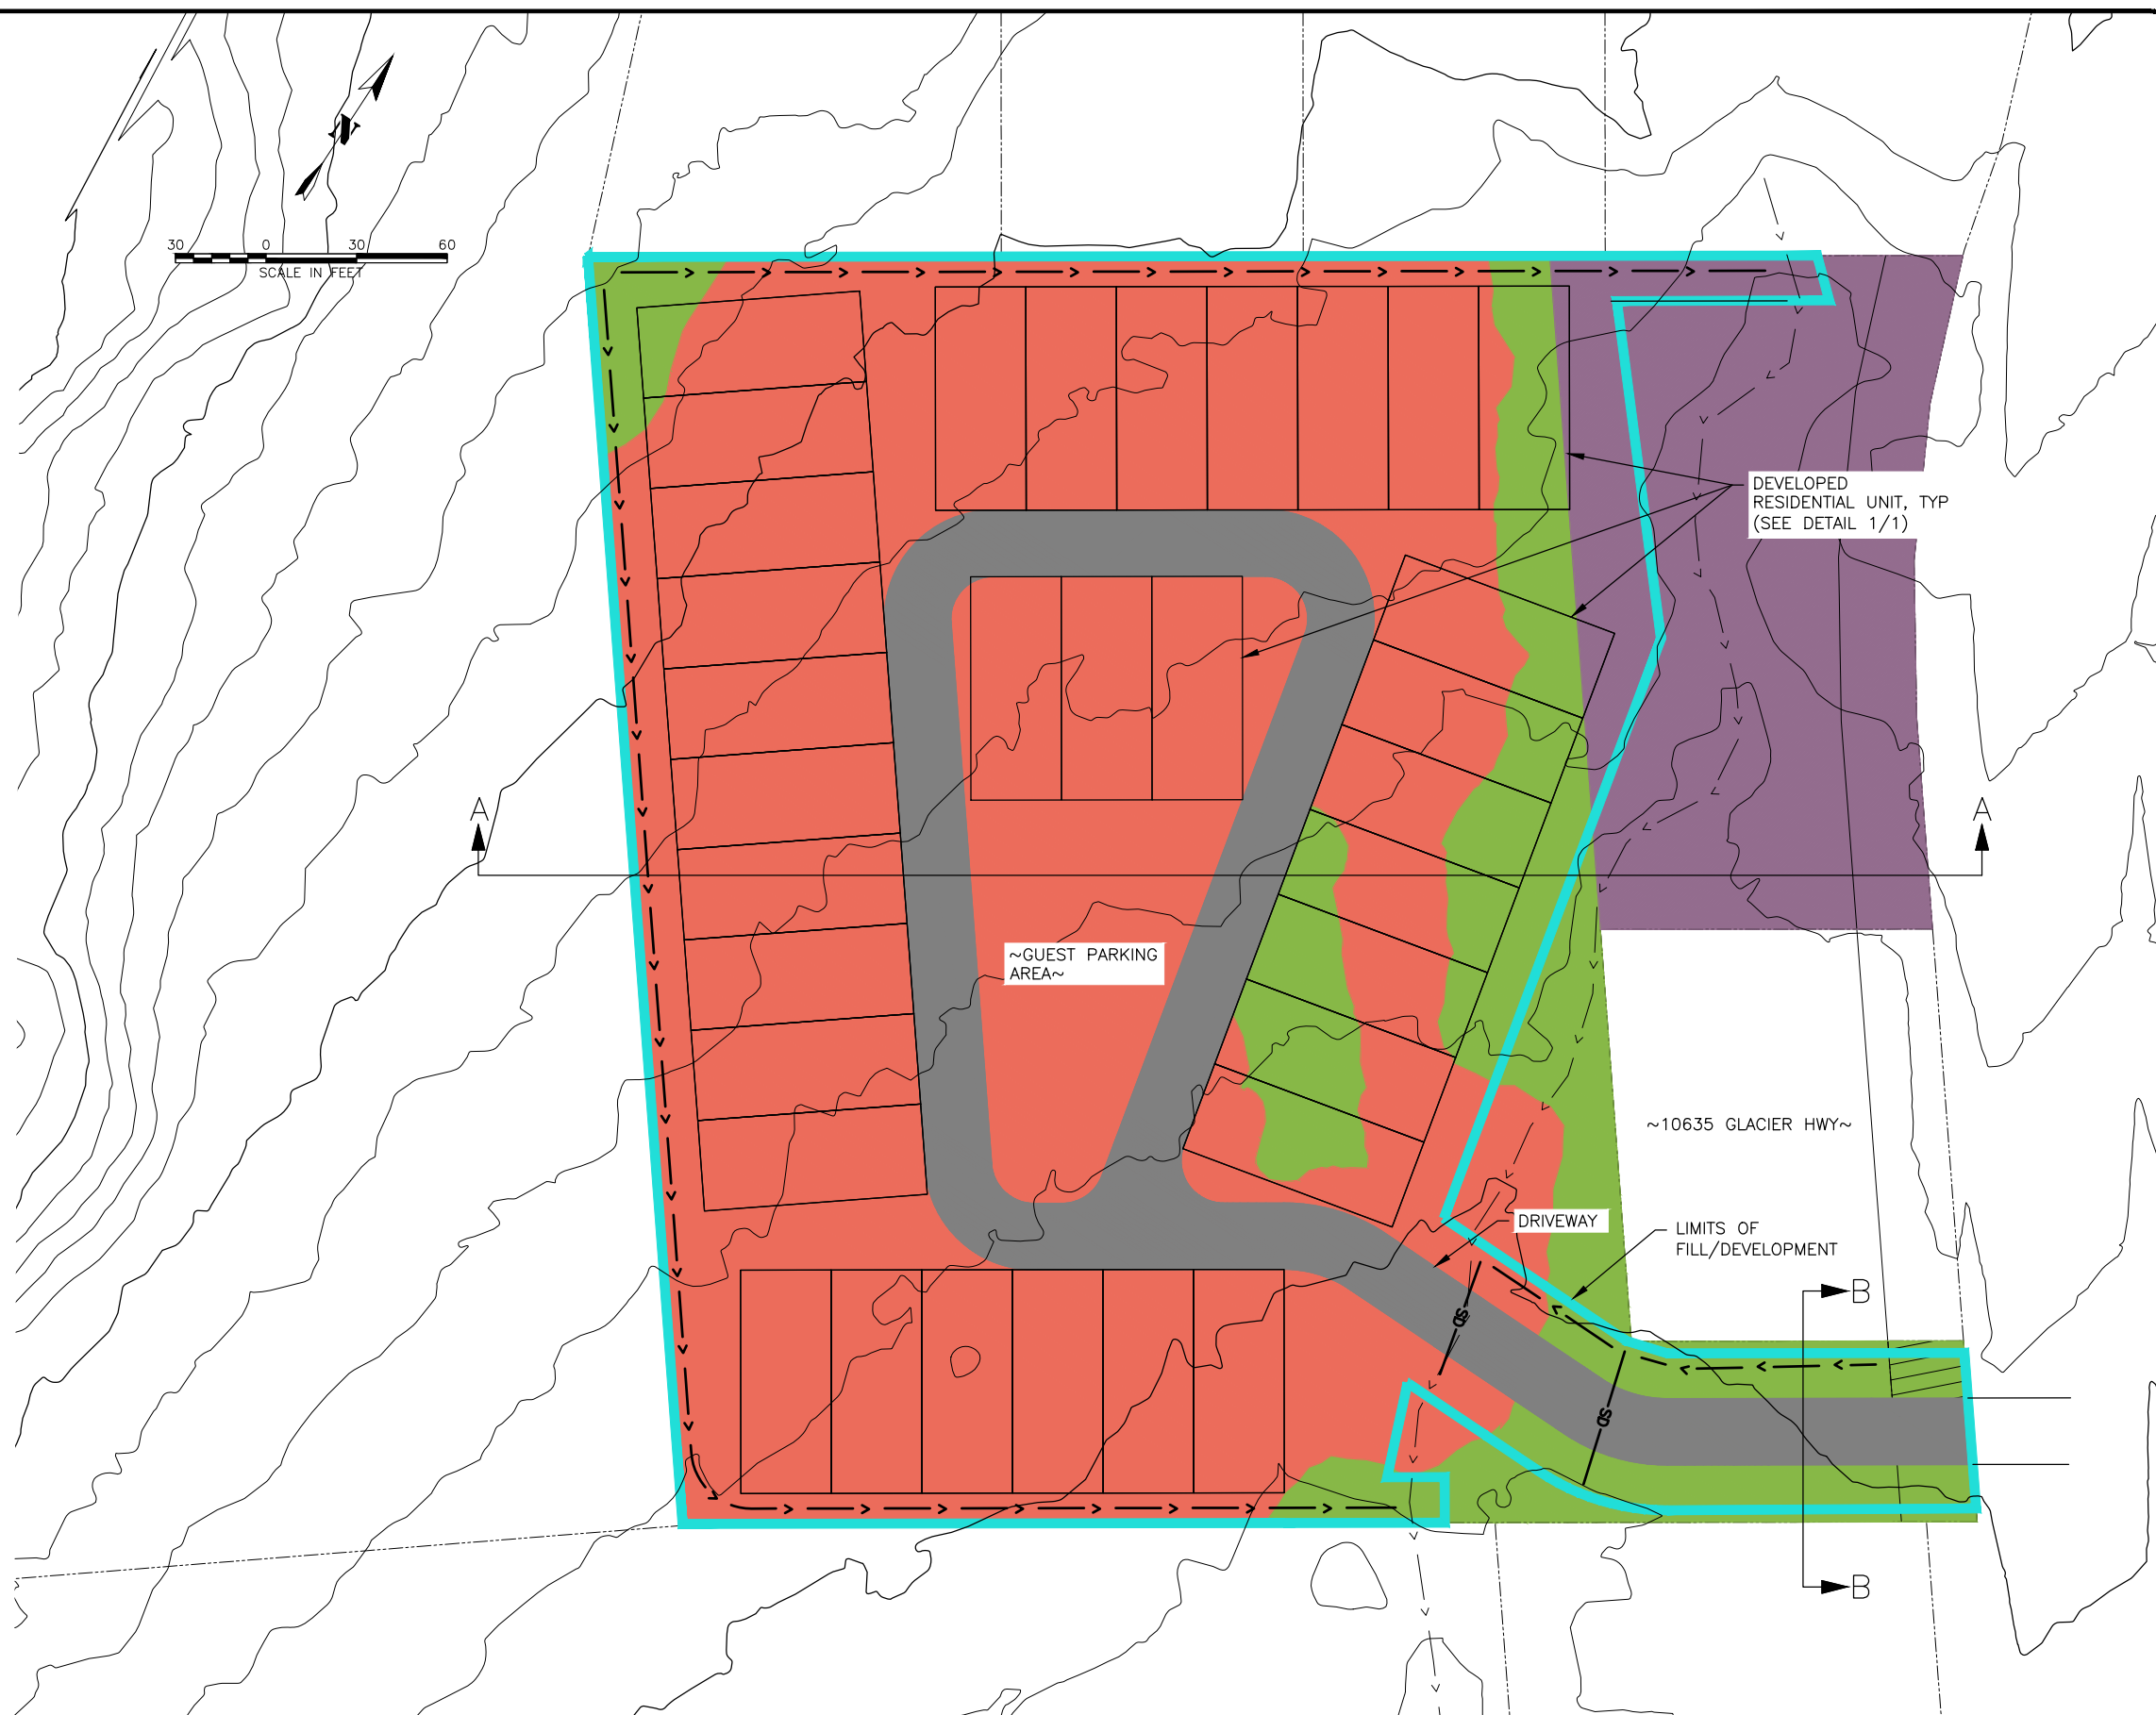 N
30 0 30 60
SCALE IN FEET
DEVELOPED
RESIDENTIAL UNIT, TYP
(SEE DETAIL 1/1)
A A
~GUEST PARKING
AREA~
~10635 GLACIER HWY~
DRIVEWAY
LIMITS OF
FILL/DEVELOPMENT
B
SD
SD
B